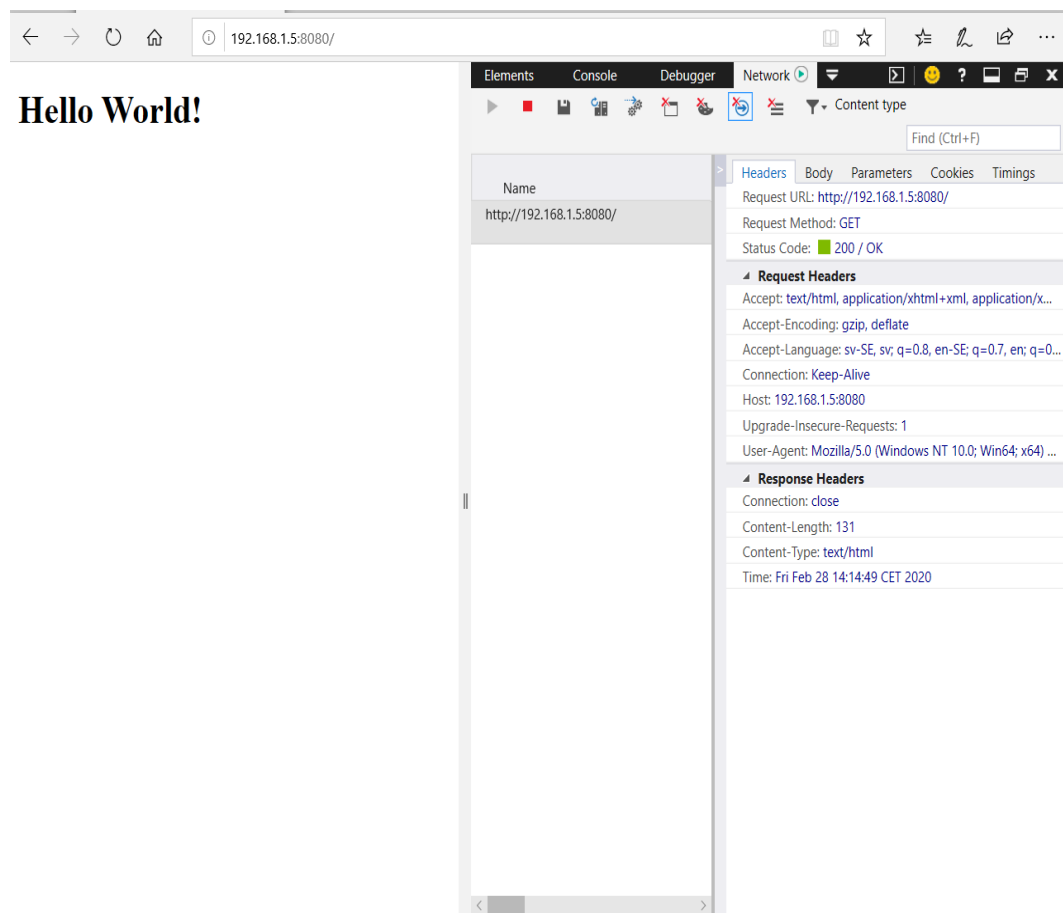 192.168.1.5:8080/
Hello World!
Elements Console Debugger Network
Content type
Find (Ctrl+F)
Name
http://192.168.1.5:8080/
Headers Body Parameters Cookies Timings
Request URL: http://192.168.1.5:8080/
Request Method: GET
Status Code: 200 / OK
Request Headers
Accept: text/html, application/xhtml+xml, application/x...
Accept-Encoding: gzip, deflate
Accept-Language: sv-SE, sv; q=0.8, en-SE; q=0.7, en; q=0...
Connection: Keep-Alive
Host: 192.168.1.5:8080
Upgrade-Insecure-Requests: 1
User-Agent: Mozilla/5.0 (Windows NT 10.0; Win64; x64) ...
Response Headers
Connection: close
Content-Length: 131
Content-Type: text/html
Time: Fri Feb 28 14:14:49 CET 2020